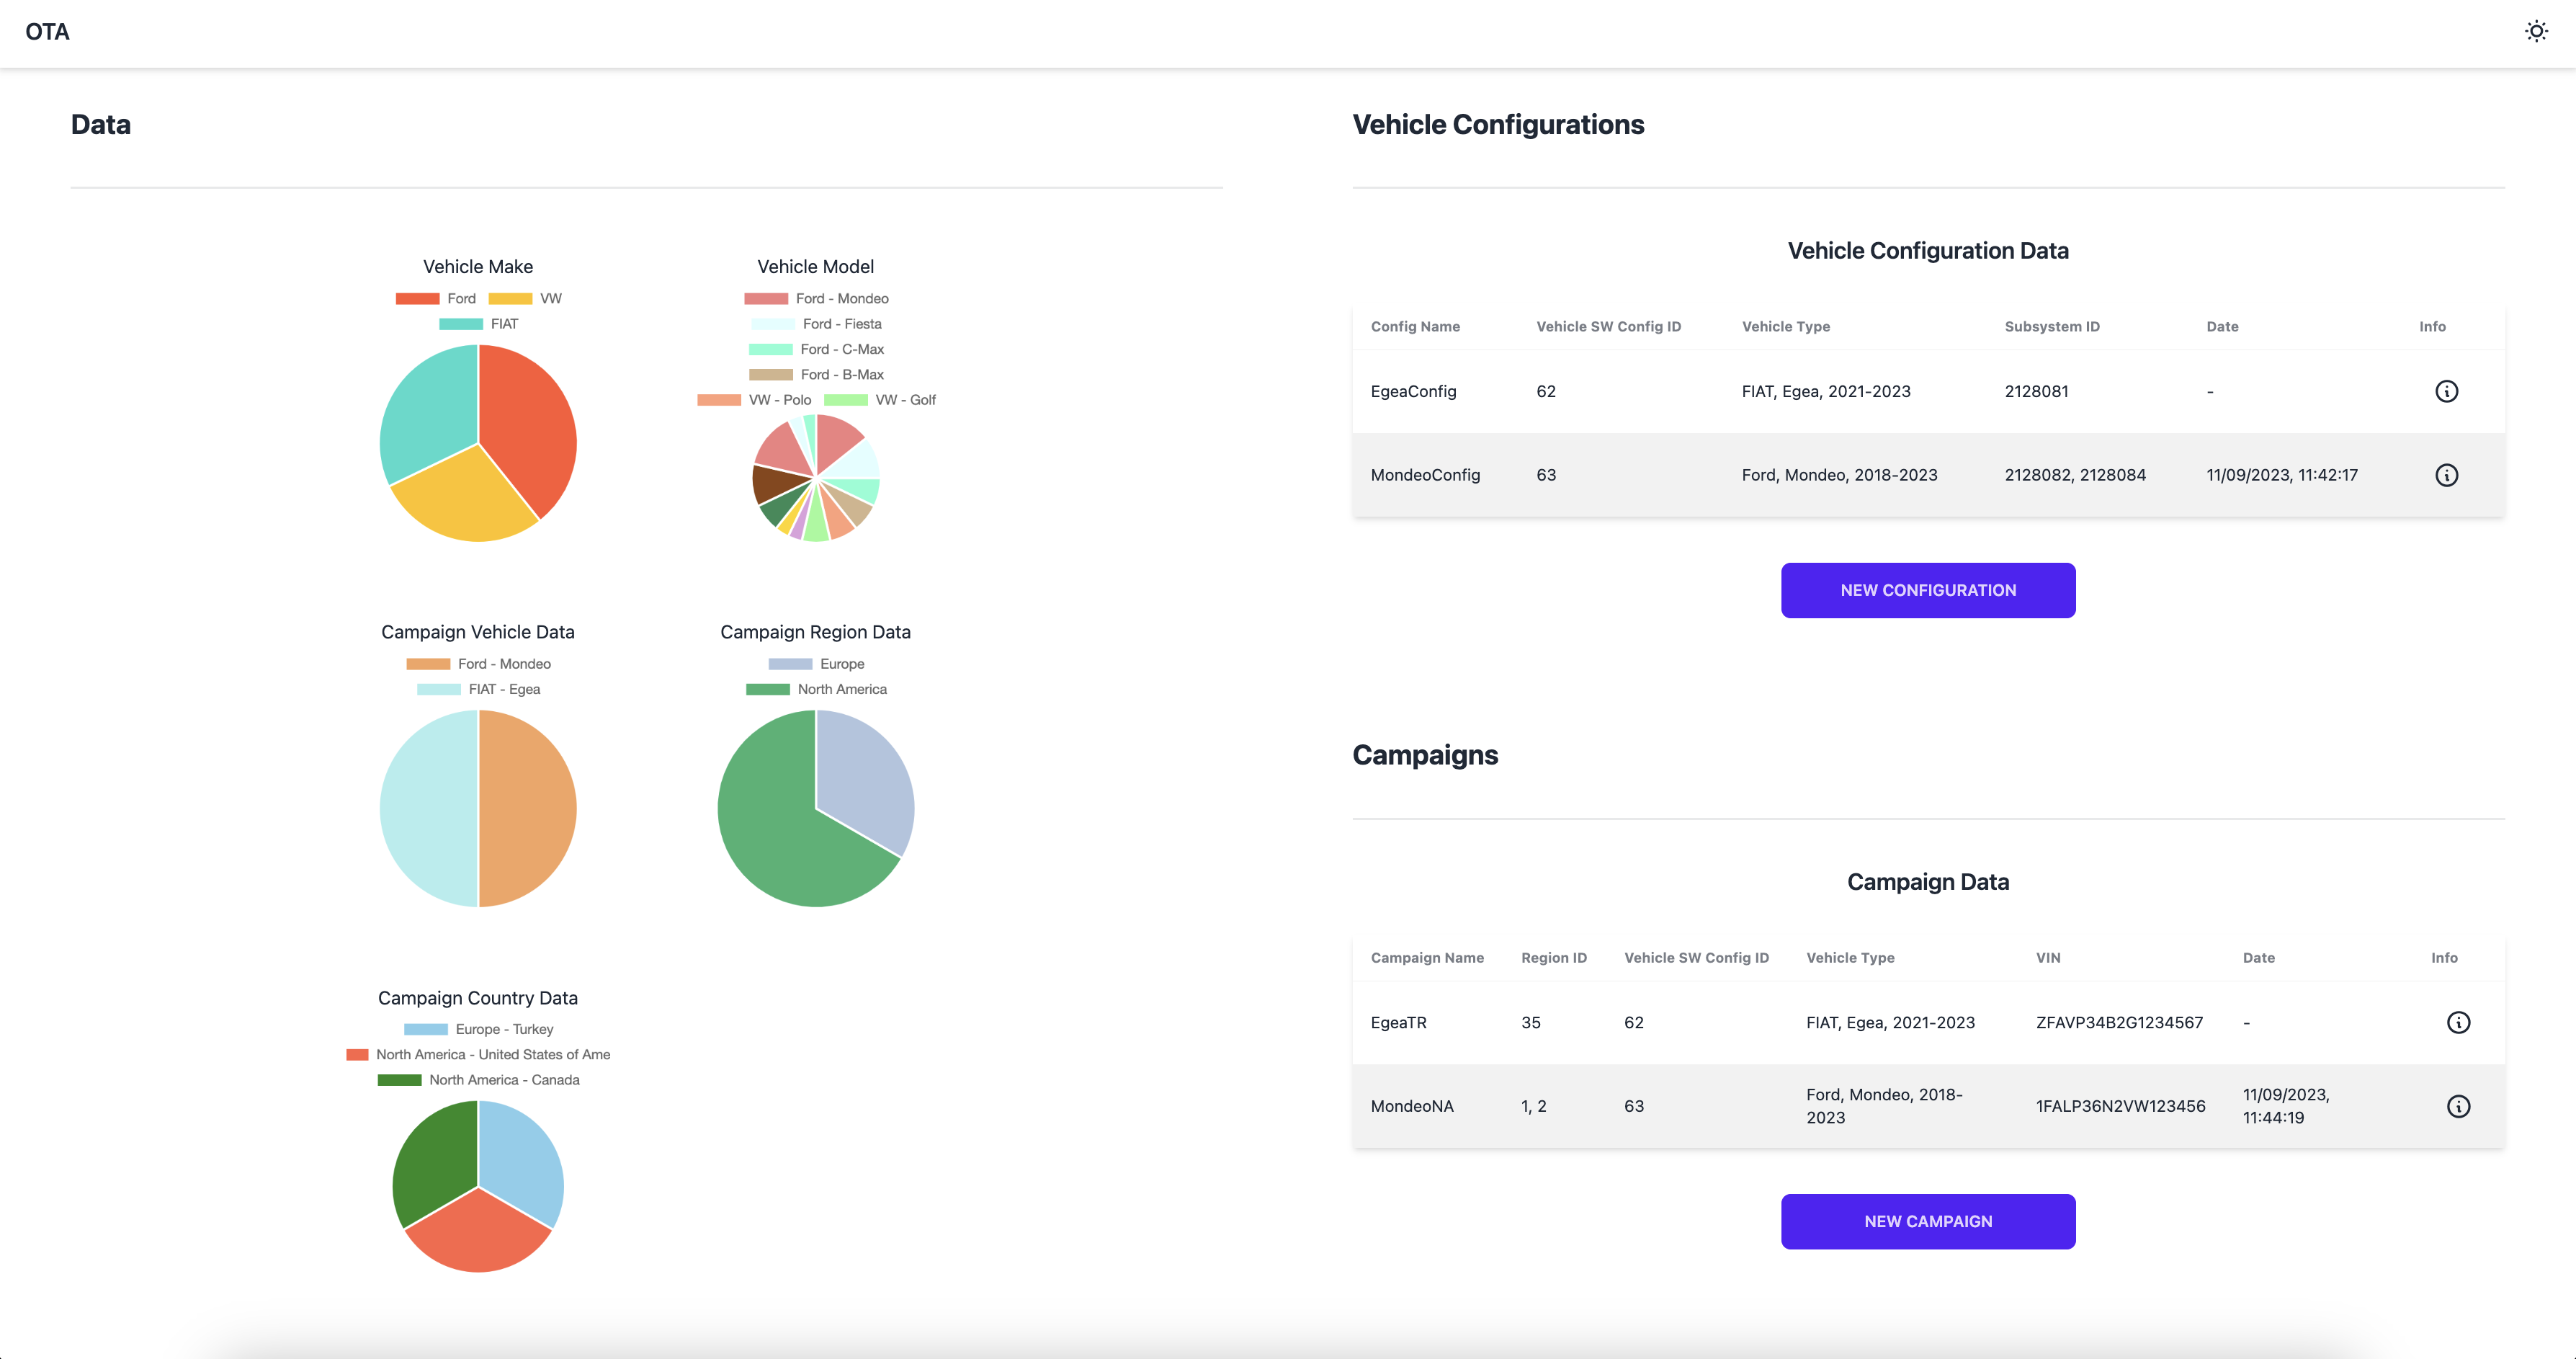 OTA
Data
Vehicle Make
Ford VW
FIAT
Vehicle Model
Ford - Mondeo
Ford - Fiesta
Ford - C-Max
Ford - B-Max
VW - Polo VW - Golf
Campaign Vehicle Data
Ford - Mondeo
FIAT - Egea
Campaign Region Data
Europe
North America
Campaign Country Data
Europe - Turkey
North America - United States of Ame
North America - Canada
Vehicle Configurations
Vehicle Configuration Data
Config Name Vehicle SW Config ID Vehicle Type Subsystem ID Date Info
EgeaConfig 62 FIAT, Egea, 2021-2023 2128081 -
MondeoConfig 63 Ford, Mondeo, 2018-2023 2128082, 2128084 11/09/2023, 11:42:17
NEW CONFIGURATION
Campaigns
Campaign Data
Campaign Name Region ID Vehicle SW Config ID Vehicle Type VIN Date Info
EgeaTR 35 62 FIAT, Egea, 2021-2023 ZFAVP34B2G1234567 -
MondeoNA 1, 2 63 Ford, Mondeo, 2018-
2023 1FALP36N2VW123456 11/09/2023,
11:44:19
NEW CAMPAIGN